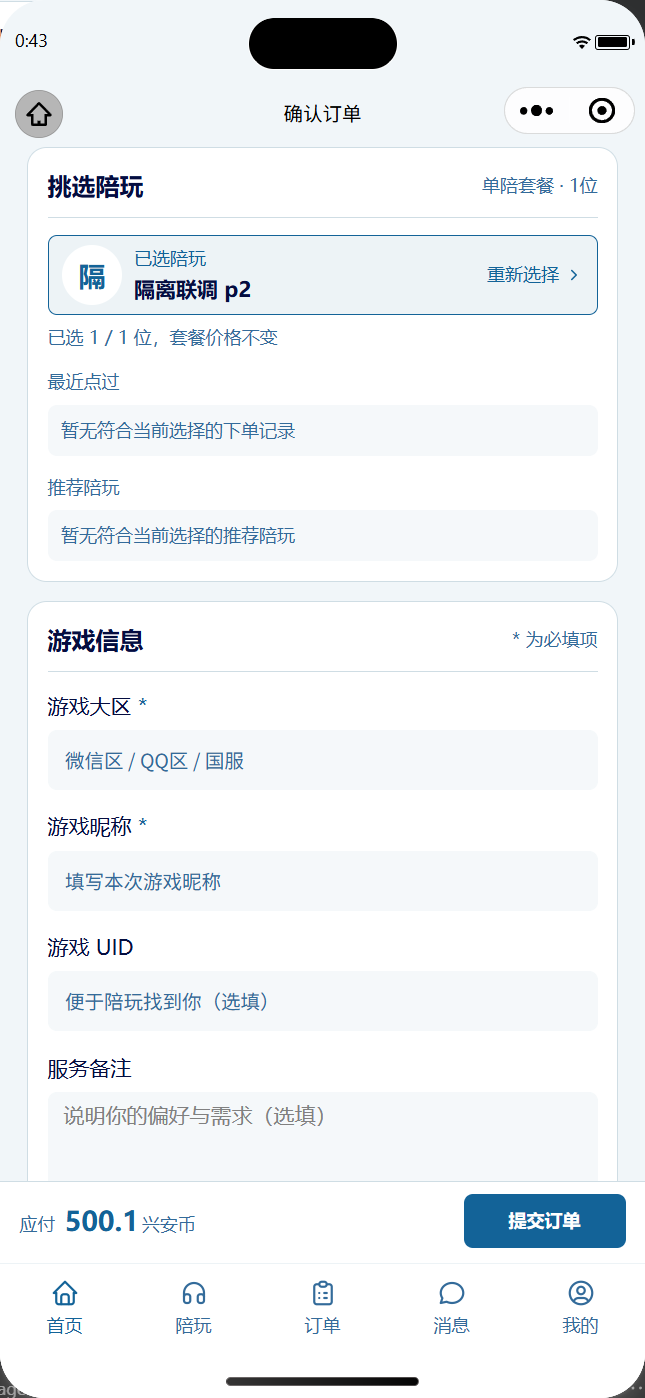 0:43
确认订单
挑选陪玩
单陪套餐 · 1位
隔
已选陪玩
隔离联调 p2
重新选择
已选 1 / 1 位，套餐价格不变
最近点过
暂无符合当前选择的下单记录
推荐陪玩
暂无符合当前选择的推荐陪玩
游戏信息
* 为必填项
游戏大区 *
微信区 / QQ区 / 国服
游戏昵称 *
填写本次游戏昵称
游戏 UID
便于陪玩找到你（选填）
服务备注
说明你的偏好与需求（选填）
应付 500.1 兴安币
提交订单
首页
陪玩
订单
消息
我的